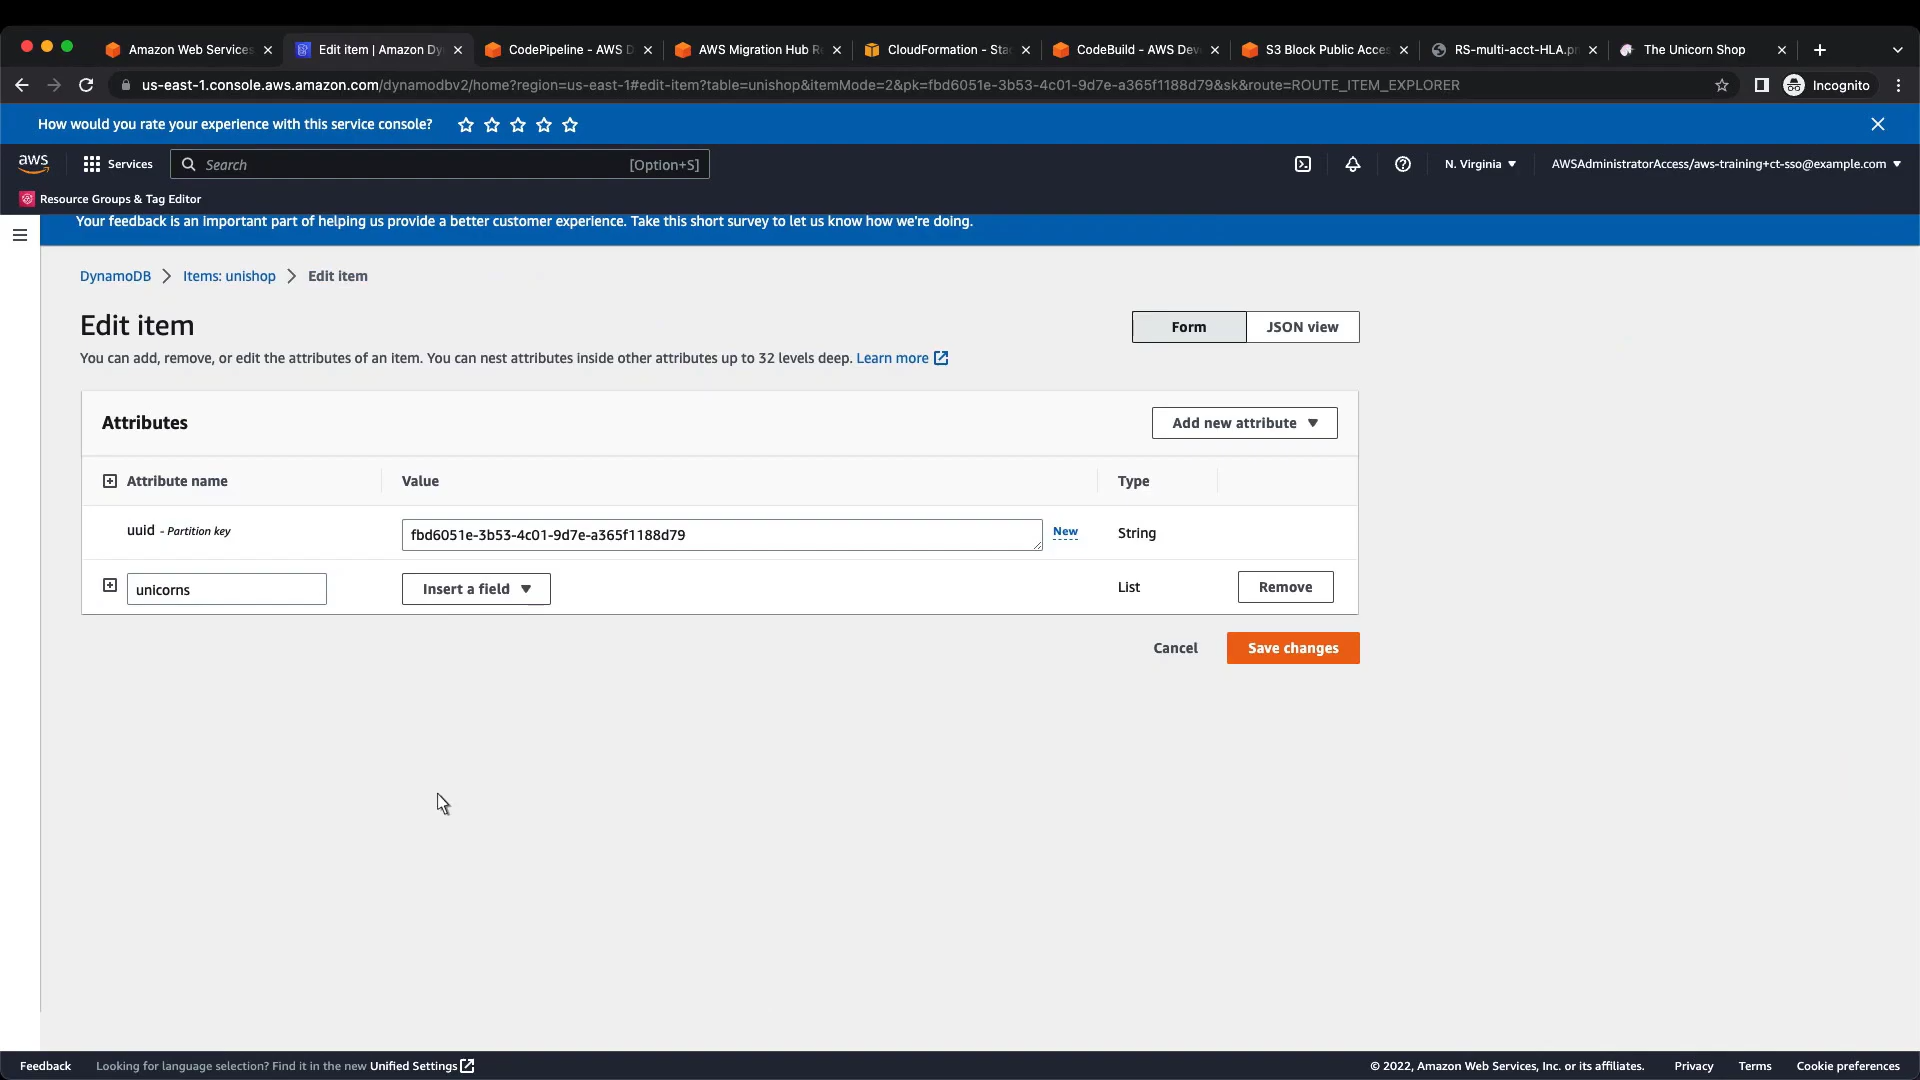 Amazon Web Services
Edit item | Amazon Dy
CodePipeline - AWS D
AWS Migration Hub R
CloudFormation - Sta
CodeBuild - AWS Dev
S3 Block Public Acces
RS-multi-acct-HLA.pn
The Unicorn Shop
us-east-1.console.aws.amazon.com/dynamodbv2/home?region=us-east-1#edit-item?table=unishop&itemMode=2&pk=fbd6051e-3b53-4c01-9d7e-a365f1188d79&sk&route=ROUTE_ITEM_EXPLORER
Incognito
How would you rate your experience with this service console?
aws
Services
Search
[Option+S]
N. Virginia
AWSAdministratorAccess/aws-training+ct-sso@example.com
Resource Groups & Tag Editor
Your feedback is an important part of helping us provide a better customer experience. Take this short survey to let us know how we're doing.
DynamoDB
Items: unishop
Edit item
Edit item
Form
JSON view
You can add, remove, or edit the attributes of an item. You can nest attributes inside other attributes up to 32 levels deep. Learn more
Attributes
Add new attribute
Attribute name
Value
Type
uuid - Partition key
fbd6051e-3b53-4c01-9d7e-a365f1188d79
New
String
unicorns
Insert a field
List
Remove
Cancel
Save changes
Feedback
Looking for language selection? Find it in the new Unified Settings
© 2022, Amazon Web Services, Inc. or its affiliates.
Privacy
Terms
Cookie preferences